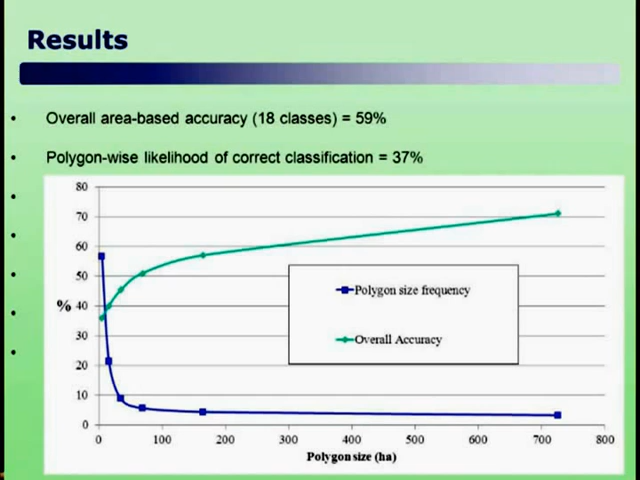 Results
• Overall area-based accuracy (18 classes) = 59%
• Polygon-wise likelihood of correct classification = 37%
•
•
•
•
•
80
70
60
50
% 40
30
20
10
0
Polygon size frequency
Overall Accuracy
0 100 200 300 400 500 600 700 800
Polygon size (ha)